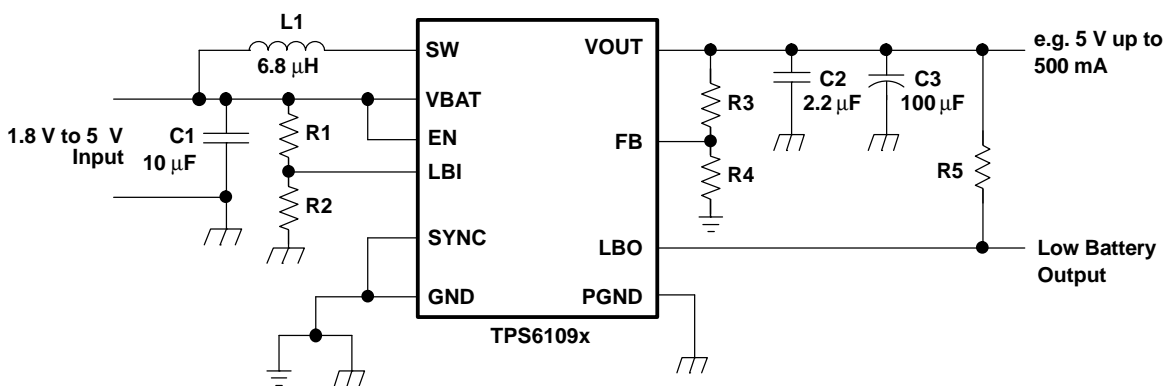 L1
6.8 μH
SW
VOUT
e.g. 5 V up to
500 mA
C2
2.2 μF
C3
100 μF
R3
VBAT
1.8 V to 5 V
Input
C1
10 μF
R1
EN
FB
LBI
R4
R5
R2
SYNC
LBO
Low Battery
Output
GND
PGND
TPS6109x